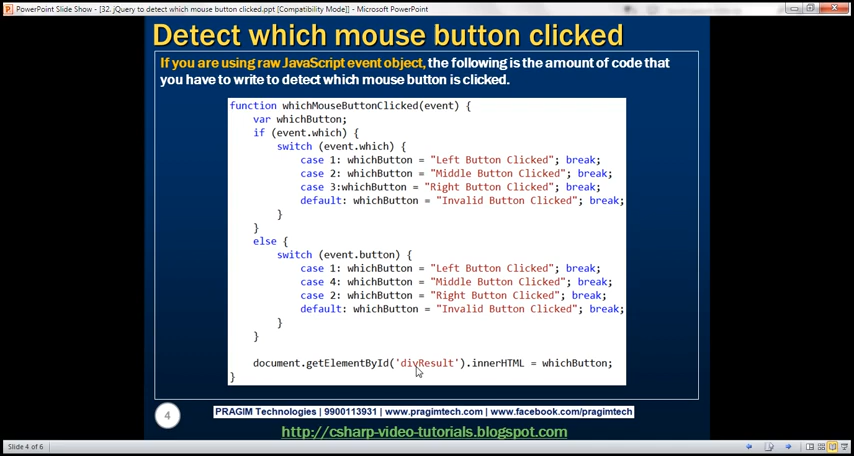 PowerPoint Slide Show - [32. jQuery to detect which mouse button clicked.ppt [Compatibility Mode]] - Microsoft PowerPoint
Detect which mouse button clicked
If you are using raw JavaScript event object, the following is the amount of code that
you have to write to detect which mouse button is clicked.
function whichMouseButtonClicked(event) {
var whichButton;
if (event.which) {
switch (event.which) {
case 1: whichButton = "Left Button Clicked"; break;
case 2: whichButton = "Middle Button Clicked"; break;
case 3:whichButton = "Right Button Clicked"; break;
default: whichButton = "Invalid Button Clicked"; break;
}
}
else {
switch (event.button) {
case 1: whichButton = "Left Button Clicked"; break;
case 4: whichButton = "Middle Button Clicked"; break;
case 2: whichButton = "Right Button Clicked"; break;
default: whichButton = "Invalid Button Clicked"; break;
}
}
document.getElementById('divResult').innerHTML = whichButton;
}
4
PRAGIM Technologies | 9900113931 | www.pragimtech.com | www.facebook.com/pragimtech
http://csharp-video-tutorials.blogspot.com
Slide 4 of 6